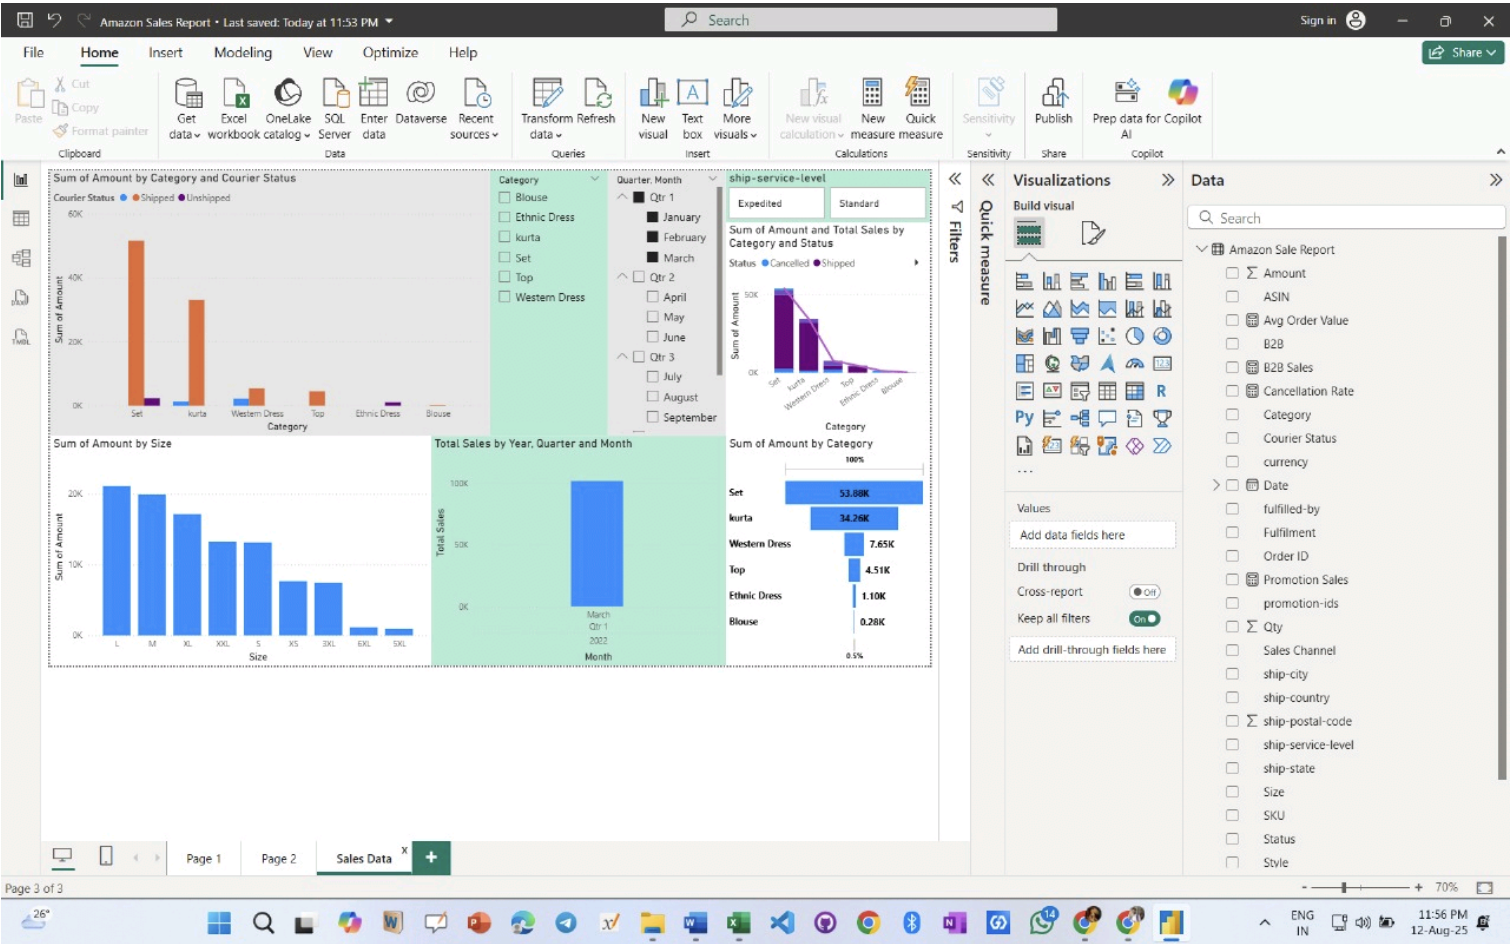 Amazon Sales Report • Last saved: Today at 11:53 PM
Search
Sign in
File Home Insert Modeling View Optimize Help
Share
Paste
Cut
Copy
Format painter
Clipboard
Get data
Excel workbook
OneLake catalog
SQL Server
Enter data
Dataverse
Recent sources
Data
Transform data
Refresh
Queries
New visual
Text box
More visuals
Insert
New visual calculation
New measure
Quick measure
Calculations
Sensitivity
Sensitivity
Publish
Share
Prep data for AI
Copilot
Copilot
Sum of Amount by Category and Courier Status
Courier Status Shipped Unshipped
60K
40K
20K
0K
Sum of Amount
Set kurta Western Dress Top Ethnic Dress Blouse
Category
Category
Blouse
Ethnic Dress
kurta
Set
Top
Western Dress
Quarter, Month
Qtr 1
January
February
March
Qtr 2
April
May
June
Qtr 3
July
August
September
ship-service-level
Expedited
Standard
Sum of Amount and Total Sales by
Category and Status
Status Cancelled Shipped
50K
0K
Sum of Amount
Set kurta Western Dress Top Ethnic Dress Blouse
Category
Sum of Amount by Size
20K
10K
0K
Sum of Amount
L M XL XXL S XS 3XL 6XL 5XL
Size
Total Sales by Year, Quarter and Month
100K
50K
0K
Total Sales
March
Qtr 1
2022
Month
Sum of Amount by Category
100%
Set 53.88K
kurta 34.26K
Western Dress 7.65K
Top 4.51K
Ethnic Dress 1.10K
Blouse 0.28K
0.5%
Filters
Quick measure
Visualizations
Build visual
123
R
Py
...
Values
Add data fields here
Drill through
Cross-report Off
Keep all filters On
Add drill-through fields here
Data
Search
Amazon Sale Report
Amount
ASIN
Avg Order Value
B2B
B2B Sales
Cancellation Rate
Category
Courier Status
currency
Date
fulfilled-by
Fulfilment
Order ID
Promotion Sales
promotion-ids
Qty
Sales Channel
ship-city
ship-country
ship-postal-code
ship-service-level
ship-state
Size
SKU
Status
Style
Page 1
Page 2
Sales Data
Page 3 of 3
70%
26°
14
ENG
IN
11:56 PM
12-Aug-25